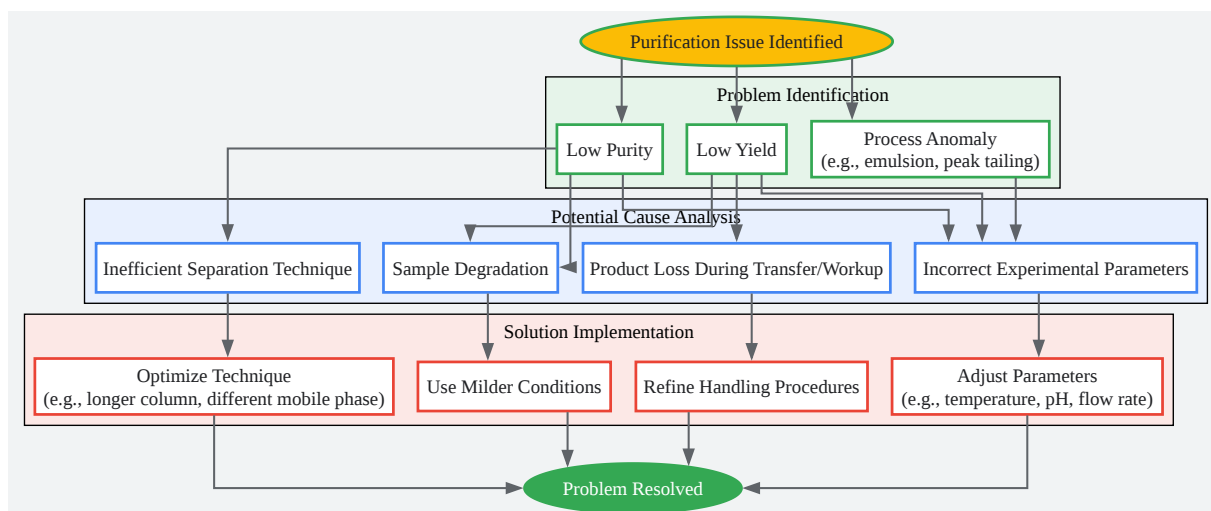 Purification Issue Identified
Problem Identification
Low Purity
Low Yield
Process Anomaly
(e.g., emulsion, peak tailing)
Potential Cause Analysis
Inefficient Separation Technique
Sample Degradation
Product Loss During Transfer/Workup
Incorrect Experimental Parameters
Solution Implementation
Optimize Technique
(e.g., longer column, different mobile phase)
Use Milder Conditions
Refine Handling Procedures
Adjust Parameters
(e.g., temperature, pH, flow rate)
Problem Resolved